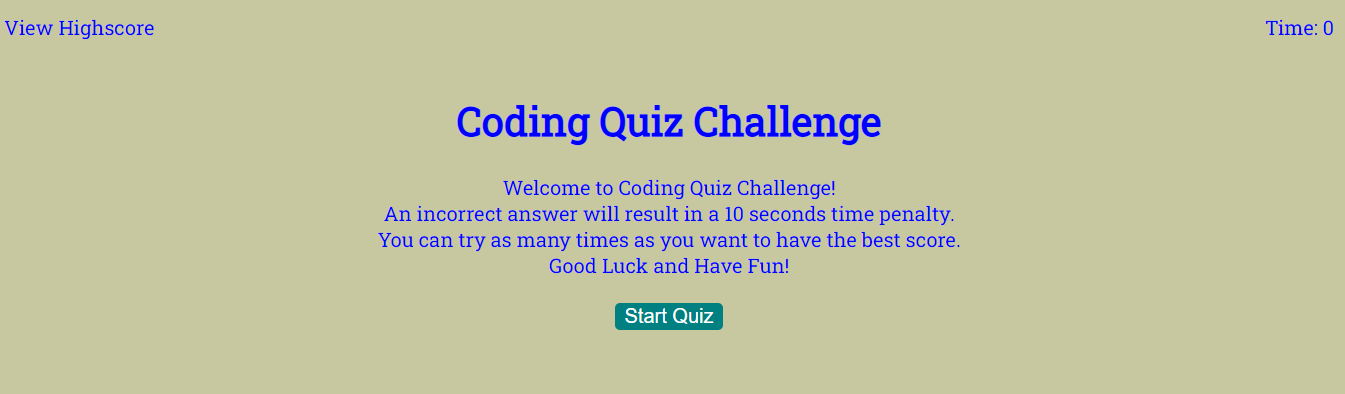 View Highscore
Time: 0
Coding Quiz Challenge
Welcome to Coding Quiz Challenge!
An incorrect answer will result in a 10 seconds time penalty.
You can try as many times as you want to have the best score.
Good Luck and Have Fun!
Start Quiz